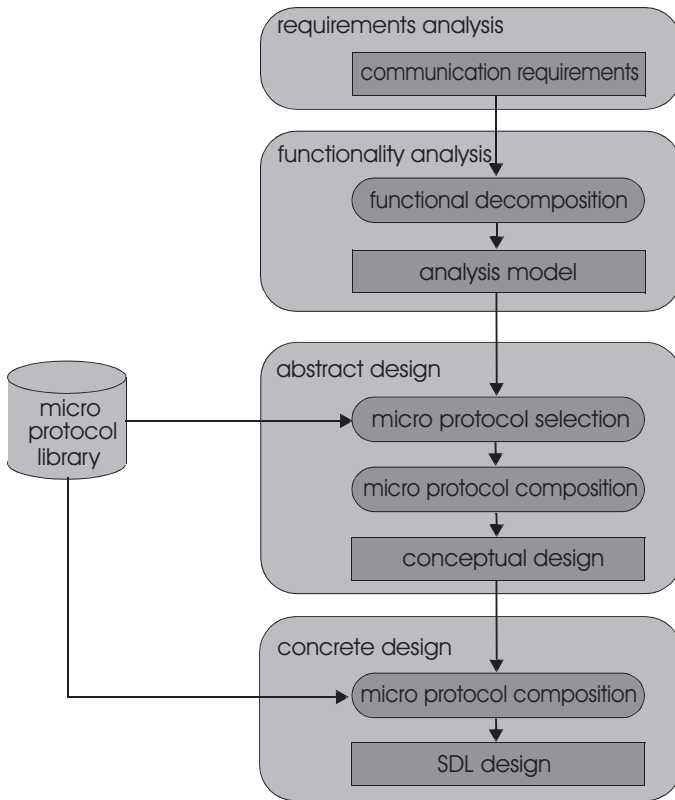 requirements analysis
communication requirements
functionality analysis
functional decomposition
analysis model
abstract design
micro
protocol
library
micro protocol selection
micro protocol composition
conceptual design
concrete design
micro protocol composition
SDL design